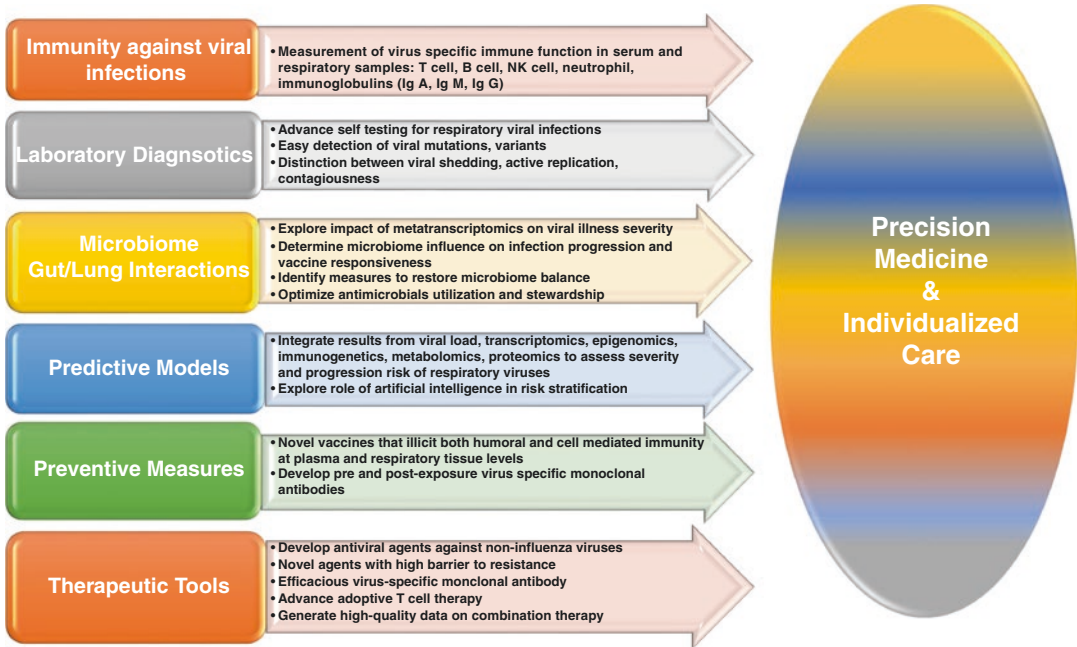 Immunity against viral
infections
• Measurement of virus specific immune function in serum and
respiratory samples: T cell, B cell, NK cell, neutrophil,
immunoglobulins (Ig A, Ig M, Ig G)
Laboratory Diagnsotics
• Advance self testing for respiratory viral infections
• Easy detection of viral mutations, variants
• Distinction between viral shedding, active replication,
contagiousness
Microbiome
Gut/Lung Interactions
• Explore impact of metatranscriptomics on viral illness severity
• Determine microbiome influence on infection progression and
vaccine responsiveness
• Identify measures to restore microbiome balance
• Optimize antimicrobials utilization and stewardship
Predictive Models
• Integrate results from viral load, transcriptomics, epigenomics,
immunogenetics, metabolomics, proteomics to assess severity
and progression risk of respiratory viruses
• Explore role of artificial intelligence in risk stratification
Preventive Measures
• Novel vaccines that illicit both humoral and cell mediated immunity
at plasma and respiratory tissue levels
• Develop pre and post-exposure virus specific monoclonal
antibodies
Therapeutic Tools
• Develop antiviral agents against non-influenza viruses
• Novel agents with high barrier to resistance
• Efficacious virus-specific monclonal antibody
• Advance adoptive T cell therapy
• Generate high-quality data on combination therapy
Precision
Medicine
&
Individualized
Care